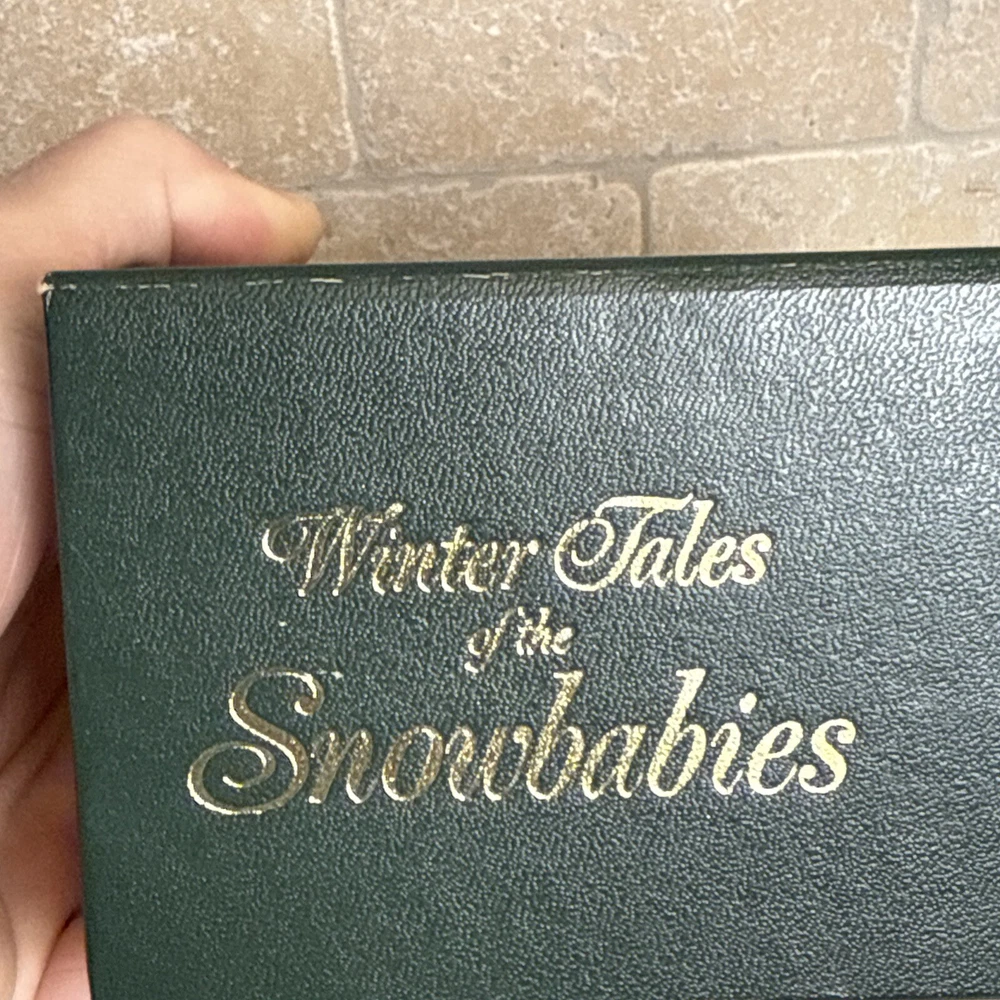 Winter Tales
of the
Snowbabies